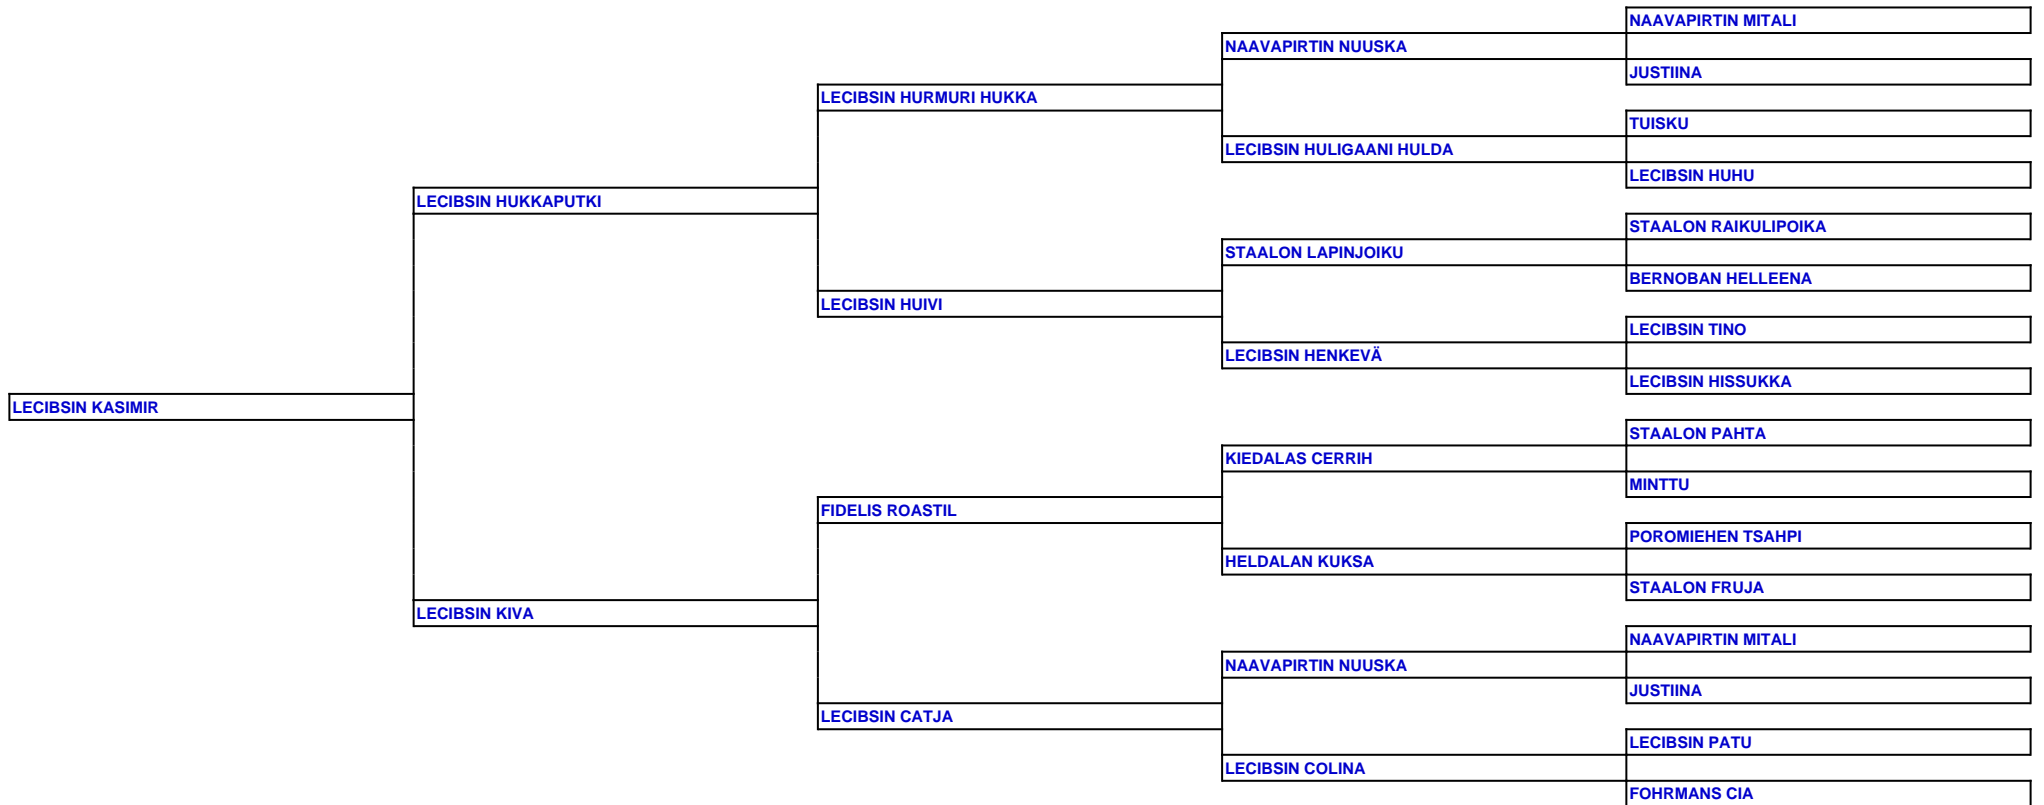 NAAVAPIRTIN MITALI
NAAVAPIRTIN NUUSKA
JUSTIINA
LECIBSIN HURMURI HUKKA
TUISKU
LECIBSIN HULIGAANI HULDA
LECIBSIN HUHU
LECIBSIN HUKKAPUTKI
STAALON RAIKULIPOIKA
STAALON LAPINJOIKU
BERNOBAN HELLEENA
LECIBSIN HUIVI
LECIBSIN TINO
LECIBSIN HENKEVÄ
LECIBSIN HISSUKKA
LECIBSIN KASIMIR
STAALON PAHTA
KIEDALAS CERRIH
MINTTU
FIDELIS ROASTIL
POROMIEHEN TSAHPI
HELDALAN KUKSA
STAALON FRUJA
LECIBSIN KIVA
NAAVAPIRTIN MITALI
NAAVAPIRTIN NUUSKA
JUSTIINA
LECIBSIN CATJA
LECIBSIN PATU
LECIBSIN COLINA
FOHRMANS CIA